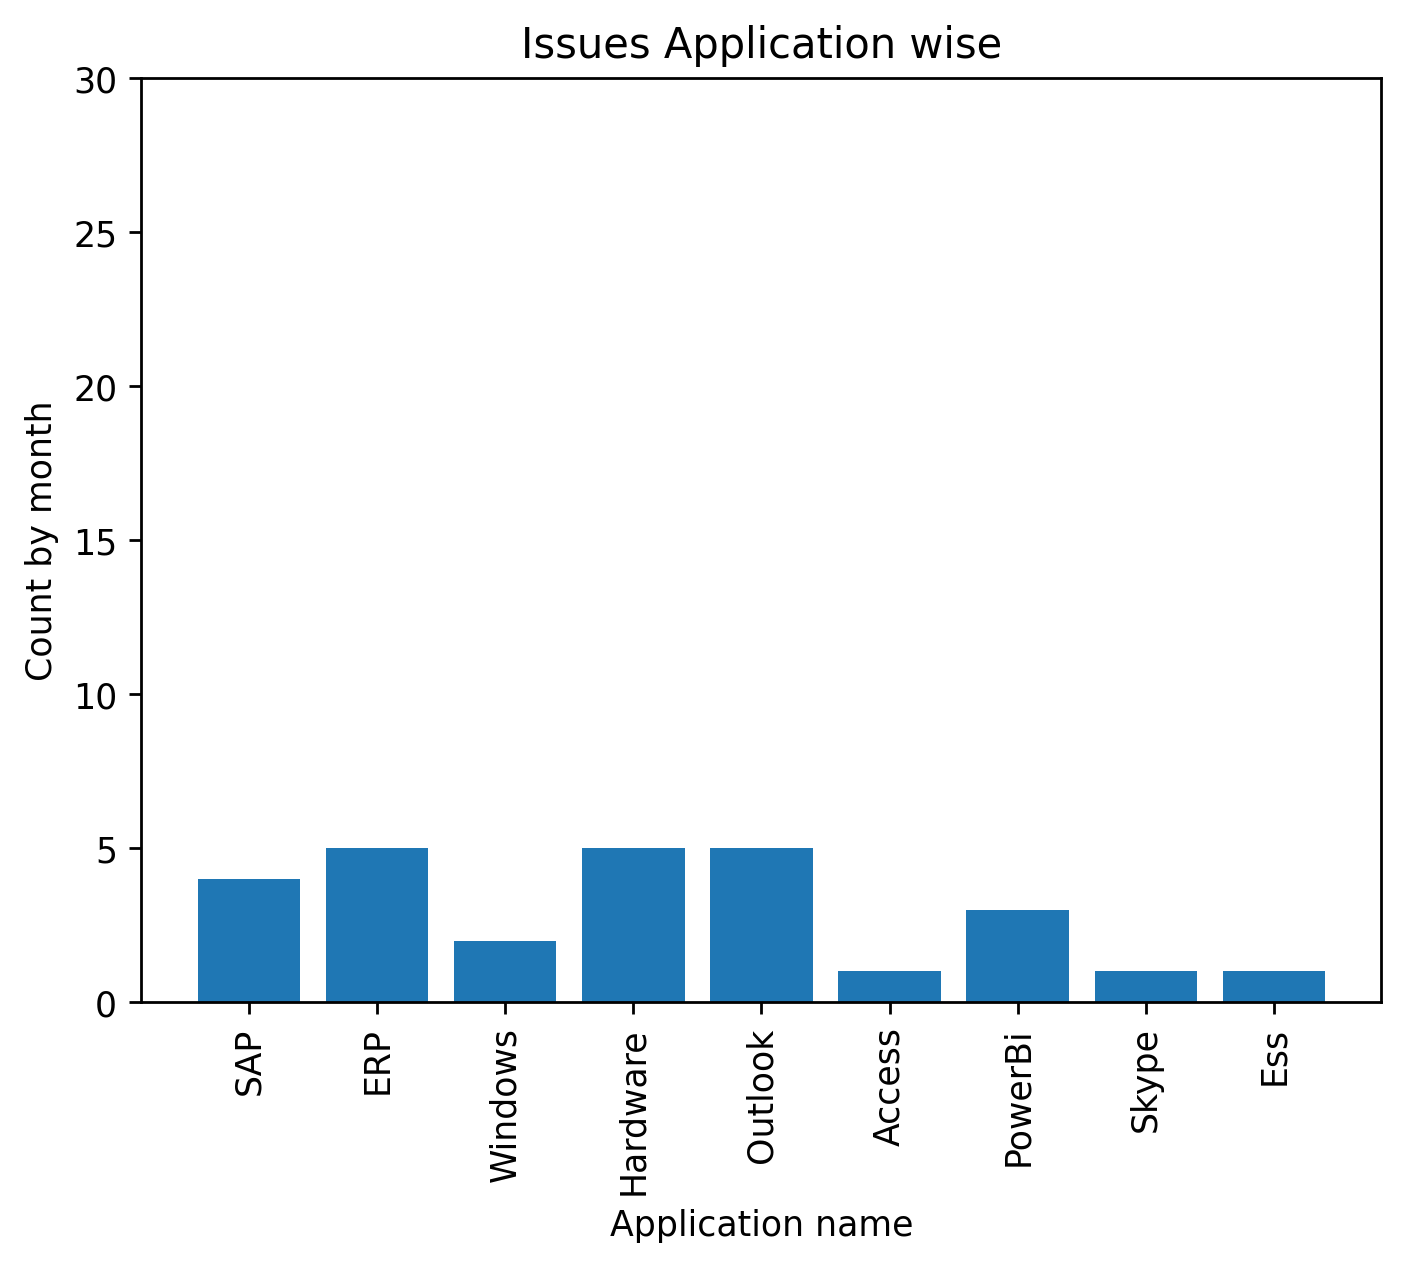 Issues Application wise
30
25
20
15
10
5
0
Count by month
SAP
ERP
Windows
Hardware
Outlook
Access
PowerBi
Skype
Ess
Application name